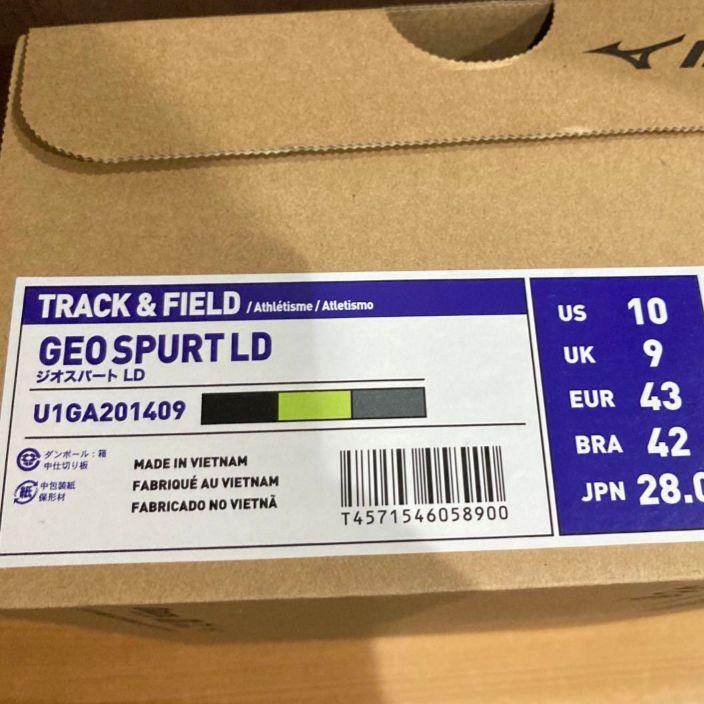 TRACK & FIELD / Athlétisme / Atletismo
GEO SPURT LD
ジオスパート LD
U1GA201409
ダンボール：箱
中仕切り板
紙
中包装紙
保形材
MADE IN VIETNAM
FABRIQUÉ AU VIETNAM
FABRICADO NO VIETNÃ
T4571546058900
US 10
UK 9
EUR 43
BRA 42
JPN 28.0